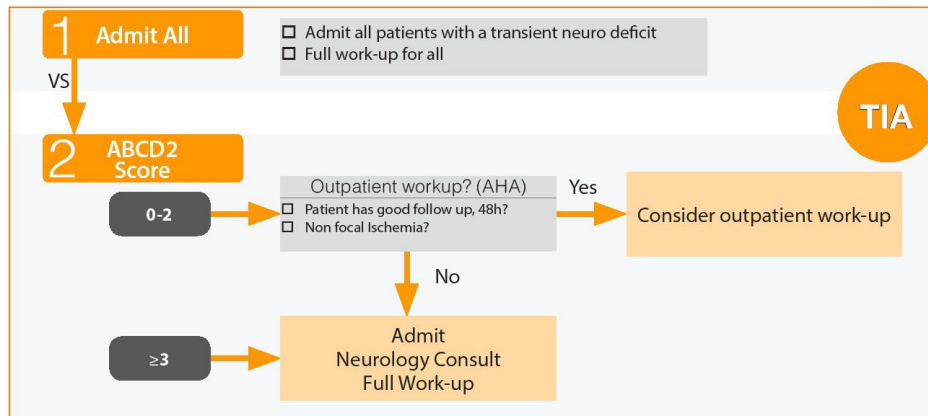 1 Admit All
☐ Admit all patients with a transient neuro deficit
☐ Full work-up for all
VS
TIA
2 ABCD2
Score
Outpatient workup? (AHA)
0-2
☐ Patient has good follow up, 48h?
☐ Non focal Ischemia?
Yes
Consider outpatient work-up
No
≥3
Admit
Neurology Consult
Full Work-up